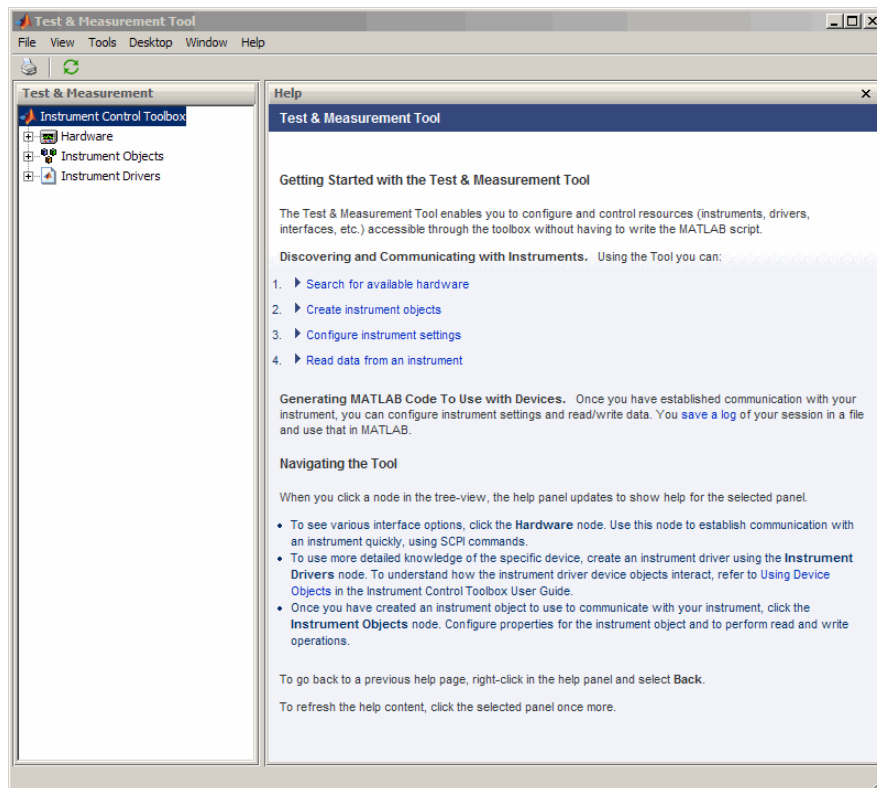 Test & Measurement Tool
File View Tools Desktop Window Help
Test & Measurement
Instrument Control Toolbox
Hardware
Instrument Objects
Instrument Drivers
Help
Test & Measurement Tool
Getting Started with the Test & Measurement Tool
The Test & Measurement Tool enables you to configure and control resources (instruments, drivers,
interfaces, etc.) accessible through the toolbox without having to write the MATLAB script.
Discovering and Communicating with Instruments. Using the Tool you can:
1. Search for available hardware
2. Create instrument objects
3. Configure instrument settings
4. Read data from an instrument
Generating MATLAB Code To Use with Devices. Once you have established communication with your
instrument, you can configure instrument settings and read/write data. You save a log of your session in a file
and use that in MATLAB.
Navigating the Tool
When you click a node in the tree-view, the help panel updates to show help for the selected panel.
• To see various interface options, click the Hardware node. Use this node to establish communication with
an instrument quickly, using SCPI commands.
• To use more detailed knowledge of the specific device, create an instrument driver using the Instrument
Drivers node. To understand how the instrument driver device objects interact, refer to Using Device
Objects in the Instrument Control Toolbox User Guide.
• Once you have created an instrument object to use to communicate with your instrument, click the
Instrument Objects node. Configure properties for the instrument object and to perform read and write
operations.
To go back to a previous help page, right-click in the help panel and select Back.
To refresh the help content, click the selected panel once more.